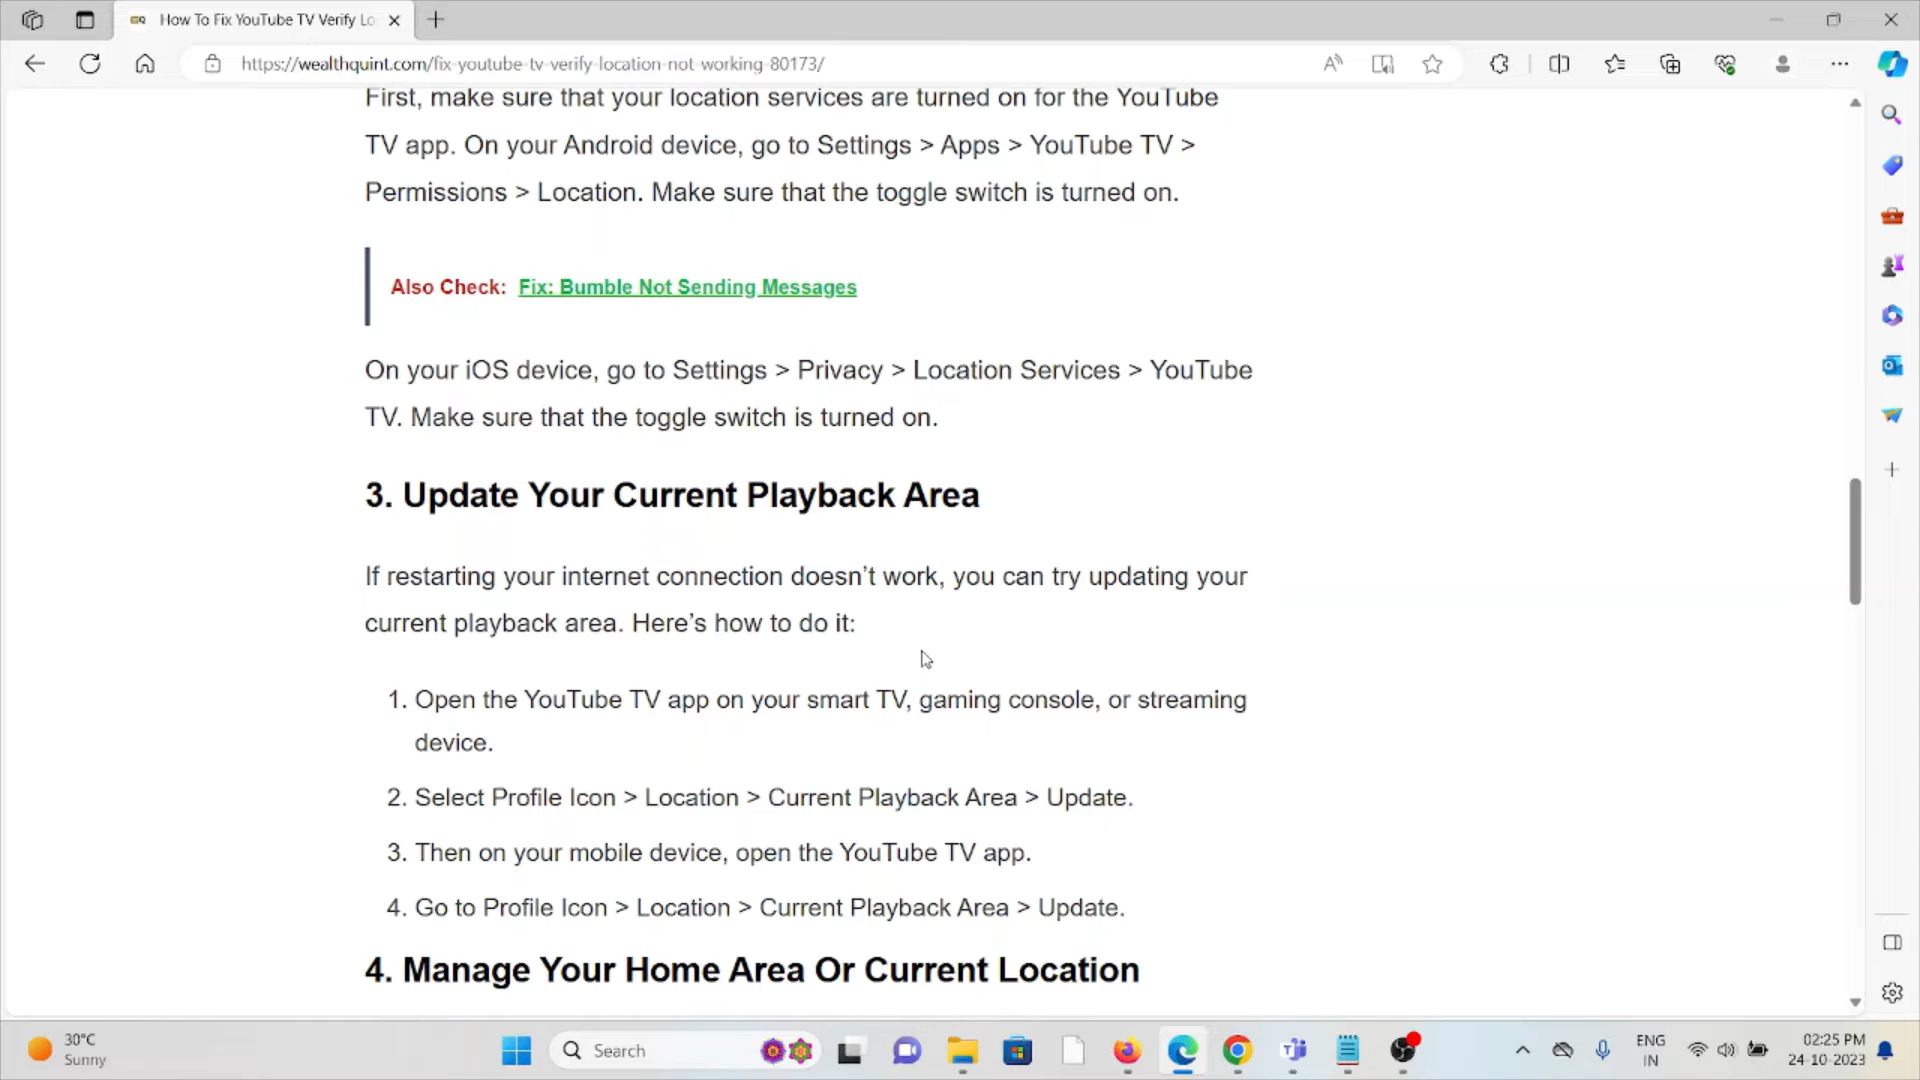 How To Fix YouTube TV Verify Lo
https://wealthquint.com/fix-youtube-tv-verify-location-not-working-80173/
First, make sure that your location services are turned on for the YouTube
TV app. On your Android device, go to Settings > Apps > YouTube TV >
Permissions > Location. Make sure that the toggle switch is turned on.
Also Check: Fix: Bumble Not Sending Messages
On your iOS device, go to Settings > Privacy > Location Services > YouTube
TV. Make sure that the toggle switch is turned on.
3. Update Your Current Playback Area
If restarting your internet connection doesn’t work, you can try updating your
current playback area. Here’s how to do it:
1. Open the YouTube TV app on your smart TV, gaming console, or streaming
device.
2. Select Profile Icon > Location > Current Playback Area > Update.
3. Then on your mobile device, open the YouTube TV app.
4. Go to Profile Icon > Location > Current Playback Area > Update.
4. Manage Your Home Area Or Current Location
30°C
Sunny
Search
ENG
IN
02:25 PM
24-10-2023